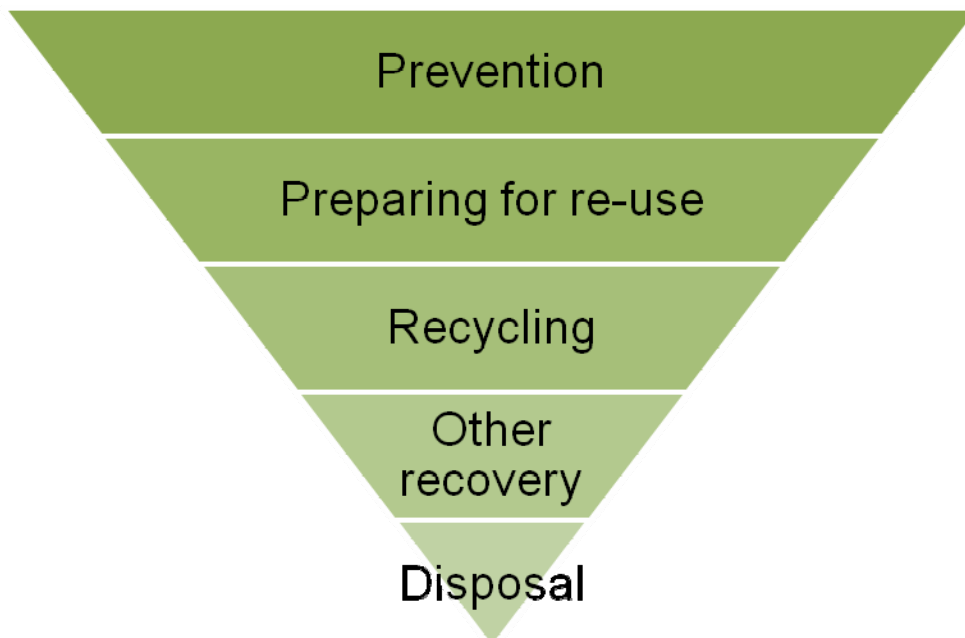 Prevention
Preparing for re-use
Recycling
Other
recovery
Disposal